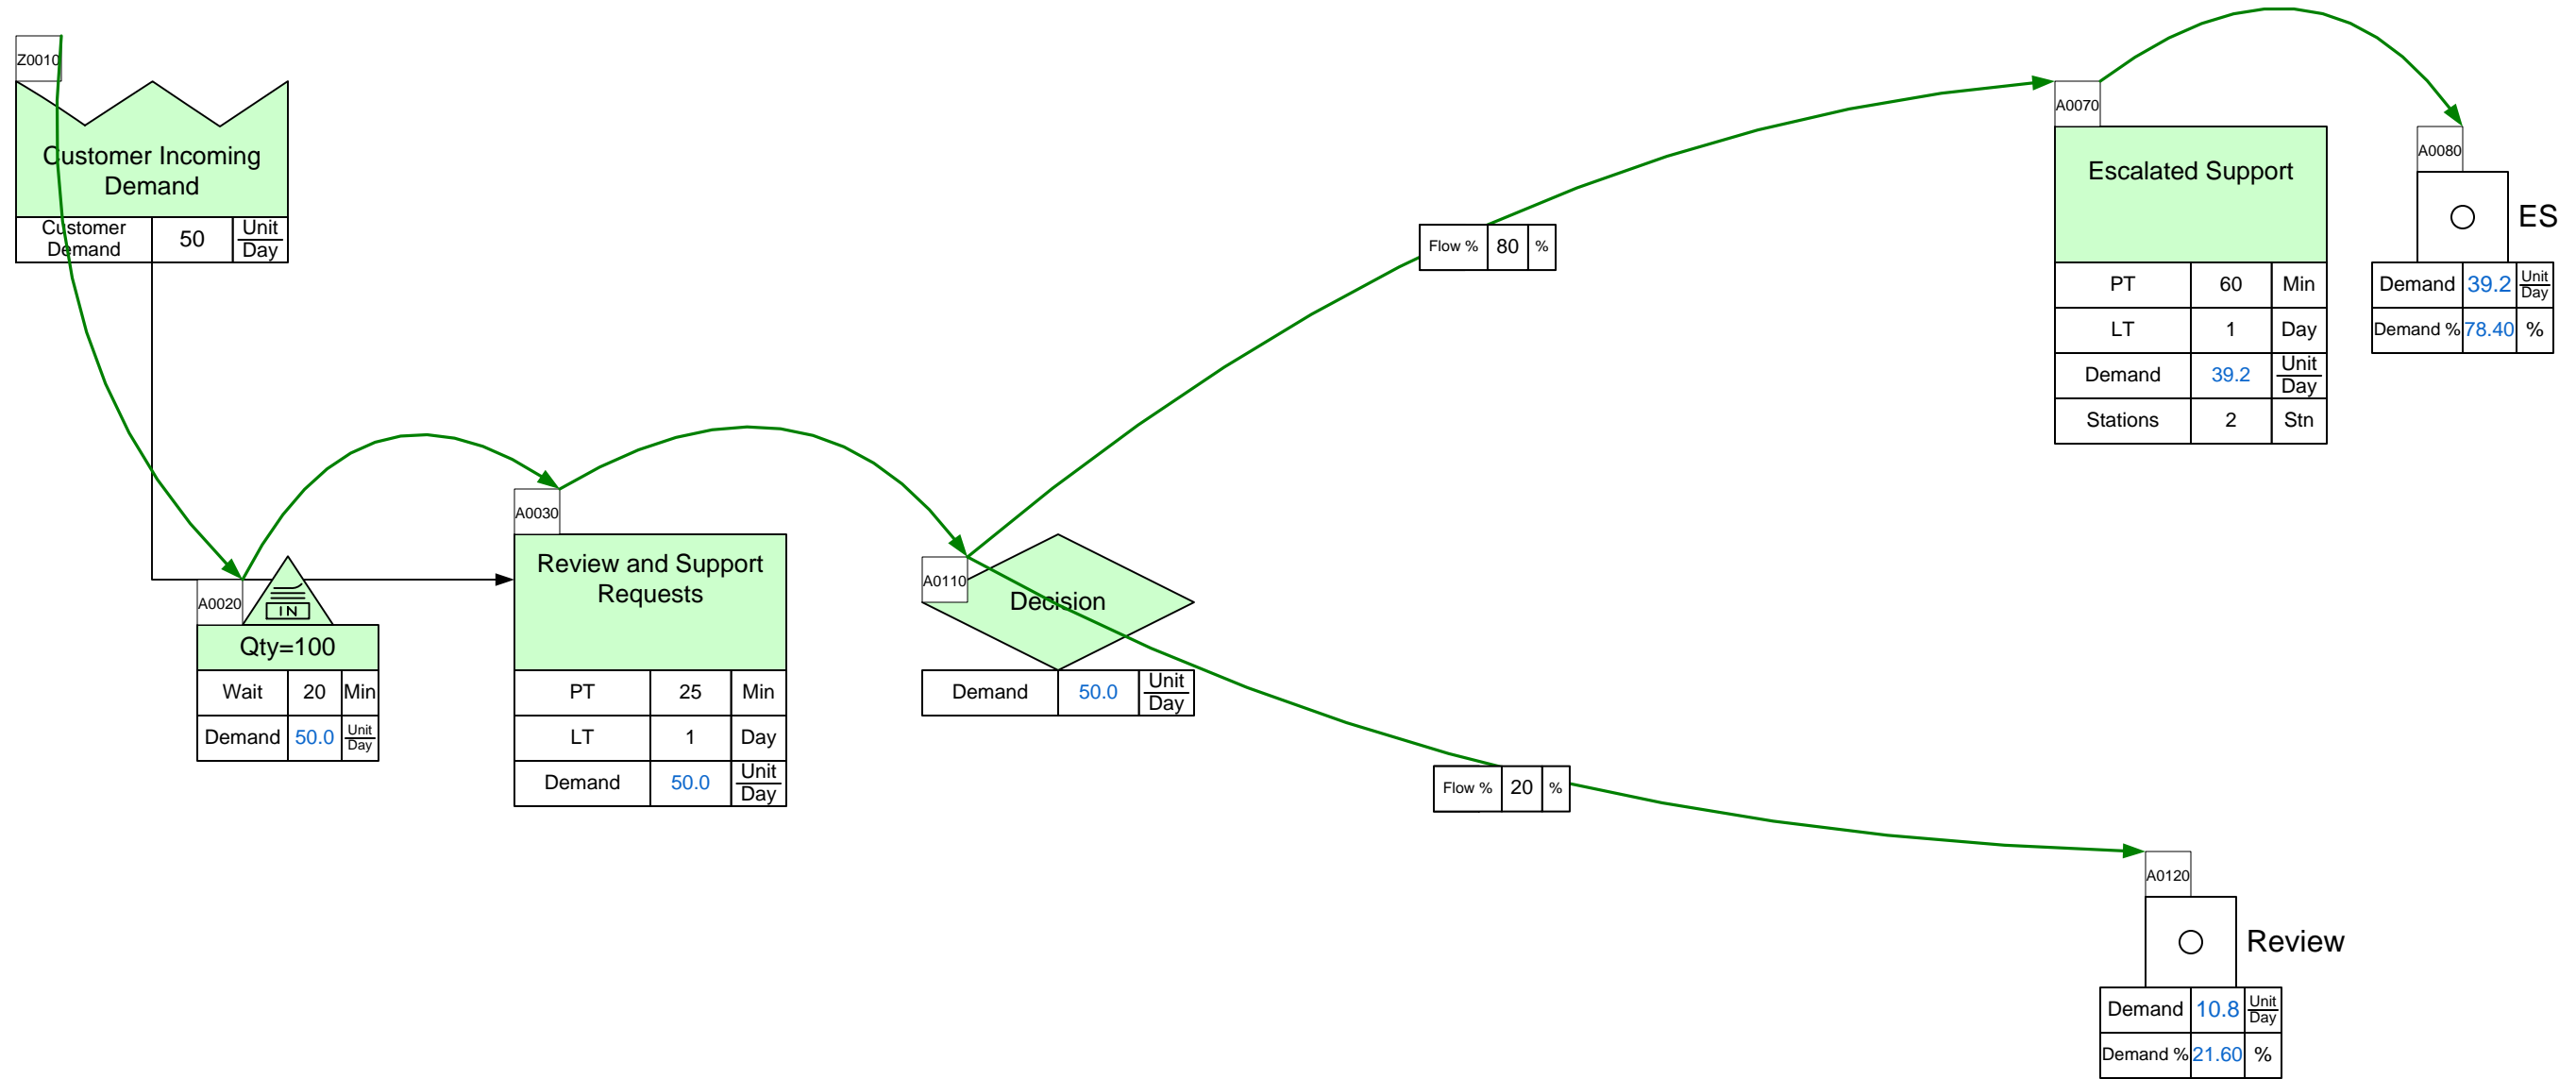 Z0010
Customer Incoming
Demand
Customer
Demand
50
Unit
Day
A0020
IN
Qty=100
Wait 20 Min
Demand 50.0 Unit
Day
A0030
Review and Support
Requests
PT 25 Min
LT 1 Day
Demand 50.0 Unit
Day
A0110
Decision
Demand 50.0 Unit
Day
Flow % 80 %
Flow % 20 %
A0070
Escalated Support
PT 60 Min
LT 1 Day
Demand 39.2 Unit
Day
Stations 2 Stn
A0080
ES
Demand 39.2 Unit
Day
Demand % 78.40 %
A0120
Review
Demand 10.8 Unit
Day
Demand % 21.60 %